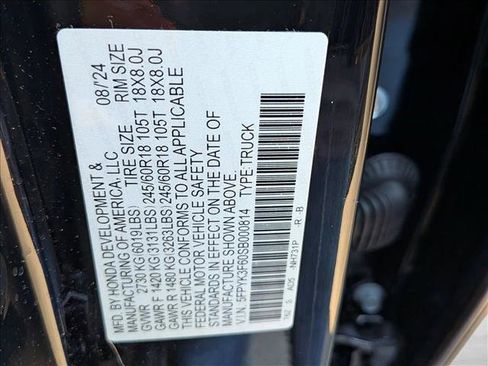 MFD BY HONDA DEVELOPMENT & 08/24
MANUFACTURING OF AMERICA, LLC
TIRE SIZE RIM SIZE
GVWR 2730 KG(6019LBS)
GAWR F 1420 KG(3131LBS) 245/60R18 105T 18X8.0J
GAWR R 1480 KG(3263LBS) 245/60R18 105T 18X8.0J
THIS VEHICLE CONFORMS TO ALL APPLICABLE
FEDERAL MOTOR VEHICLE SAFETY
STANDARDS IN EFFECT ON THE DATE OF
MANUFACTURE SHOWN ABOVE.
V.I.N: 5FPYK3F60SB000814 TYPE:TRUCK
ADS -NH731P -R -B